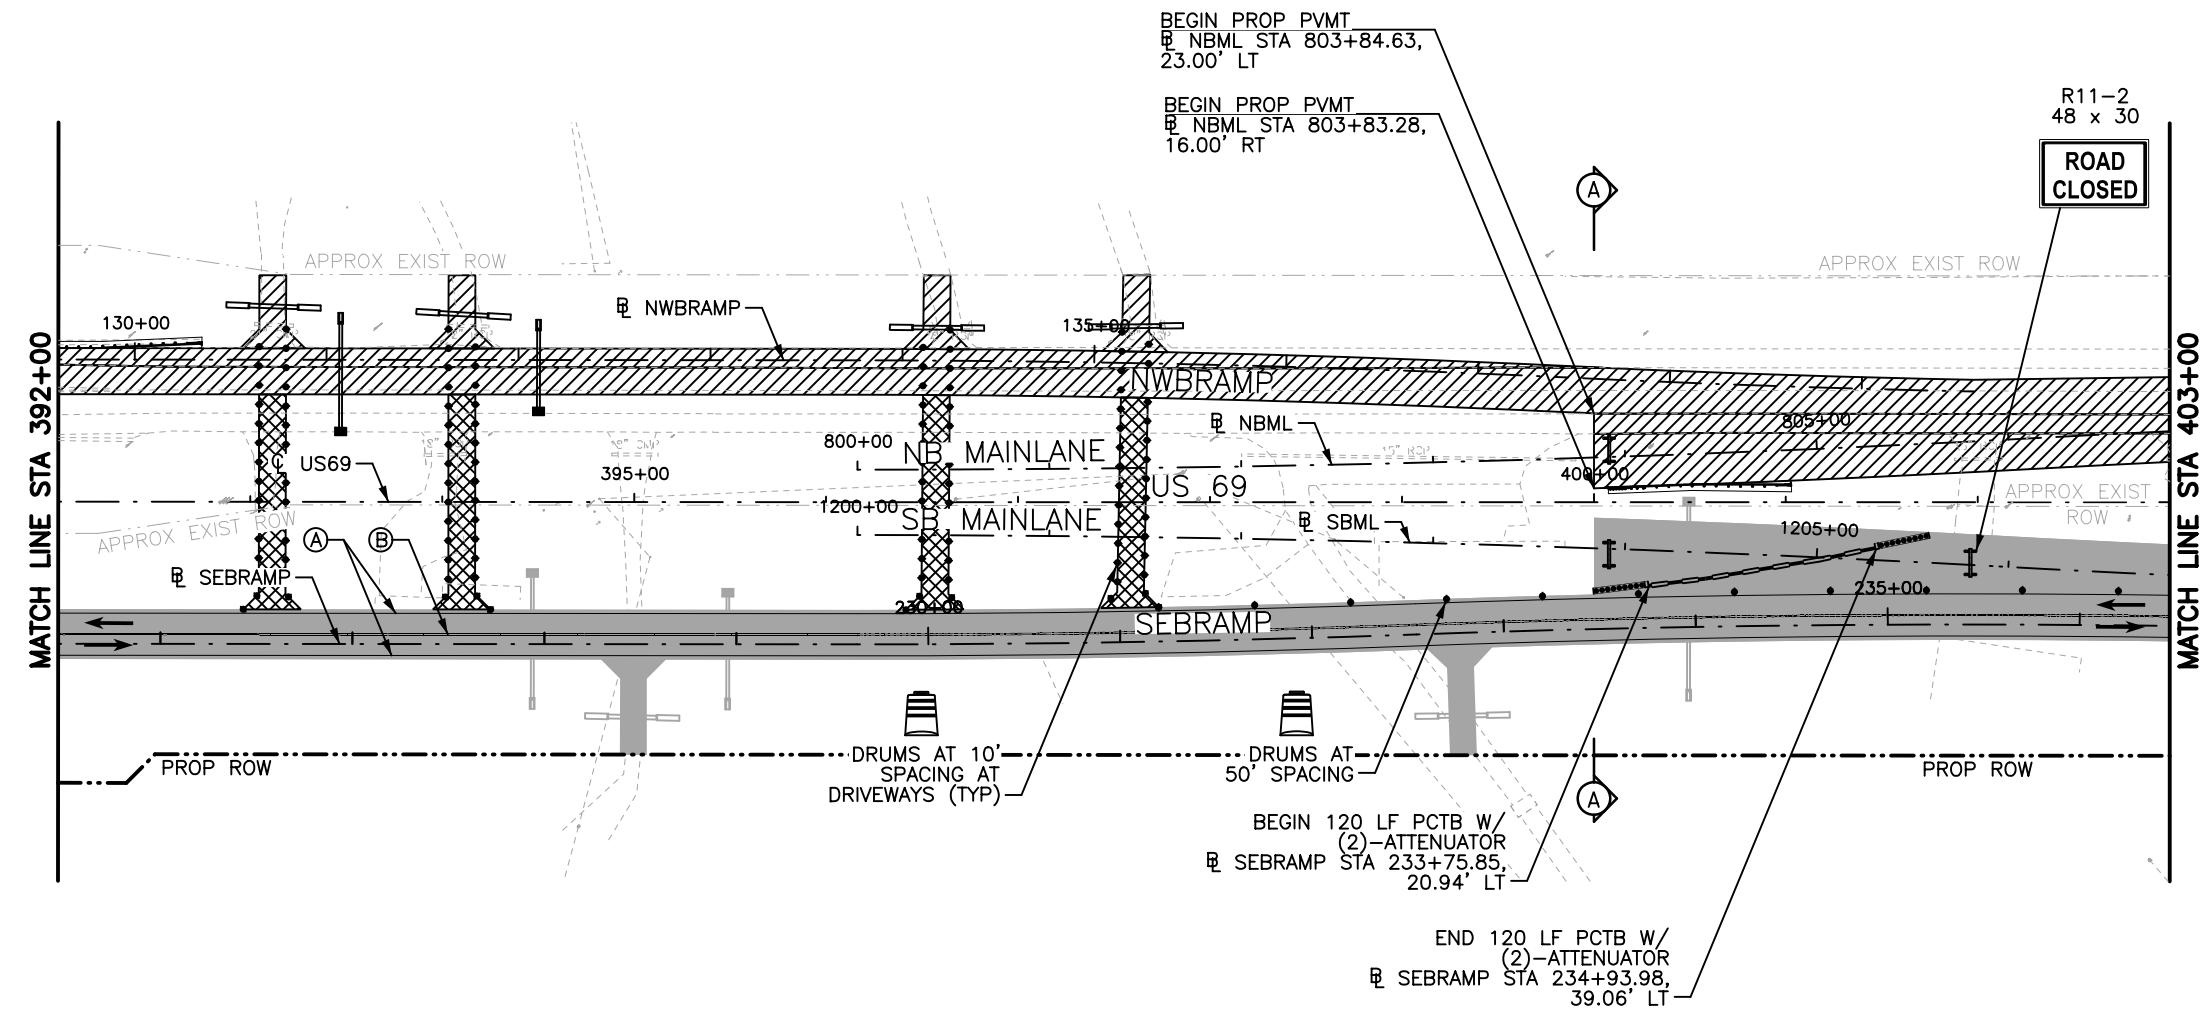 BEGIN PROP PVMT
℄ NBML STA 803+84.63,
23.00' LT
BEGIN PROP PVMT
℄ NBML STA 803+83.28,
16.00' RT
R11-2
48 x 30
ROAD
CLOSED
A
APPROX EXIST ROW
APPROX EXIST ROW
130+00
NWBRAMP
135+00
NWBRAMP
MATCH LINE STA 392+00
MATCH LINE STA 403+00
NBML
805+00
800+00
NB MAINLANE
US69
395+00
400+00
US 69
15" RCP
APPROX EXIST
ROW
1200+00
SB MAINLANE
SBML
1205+00
APPROX EXIST ROW
A
B
SEBRAMP
230+00
235+00
SEBRAMP
PROP ROW
DRUMS AT 10'
SPACING AT
DRIVEWAYS (TYP)
DRUMS AT
50' SPACING
PROP ROW
A
BEGIN 120 LF PCTB W/
(2)-ATTENUATOR
SEBRAMP STA 233+75.85,
20.94' LT
END 120 LF PCTB W/
(2)-ATTENUATOR
SEBRAMP STA 234+93.98,
39.06' LT